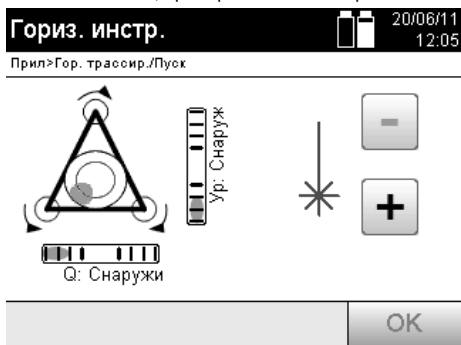 Гориз. инстр.
20/06/11
12:05
Прил>Гор. трассир./Пуск
Ур: Снаруж
Q: Снаружи
-
+
OK